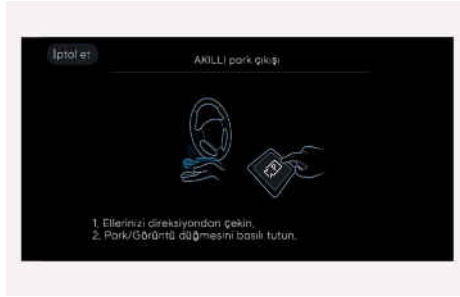 İptal et
AKILLI park çıkışı
1. Ellerinizi direksiyondan çekin.
2. Park/Görüntü düğmesini basılı tutun.